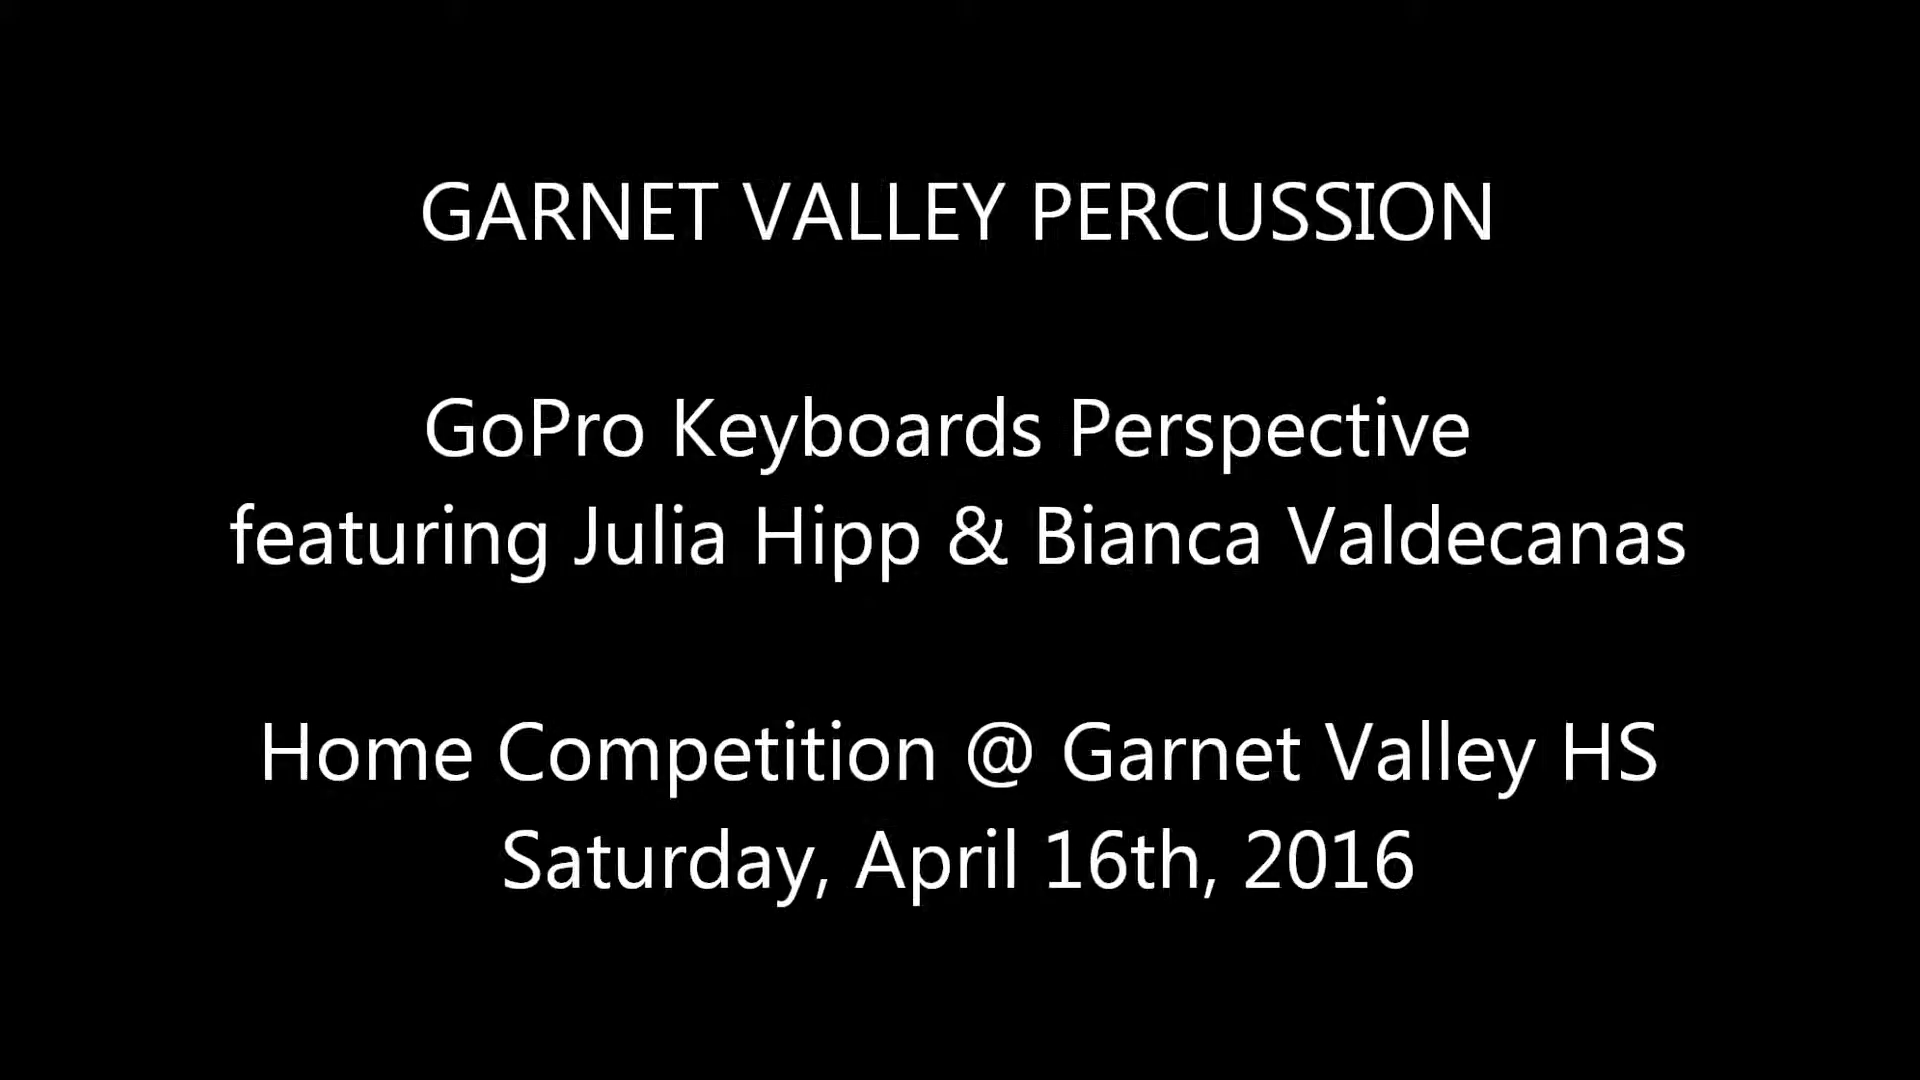 GARNET VALLEY PERCUSSION
GoPro Keyboards Perspective
featuring Julia Hipp & Bianca Valdecanas
Home Competition @ Garnet Valley HS
Saturday, April 16th, 2016